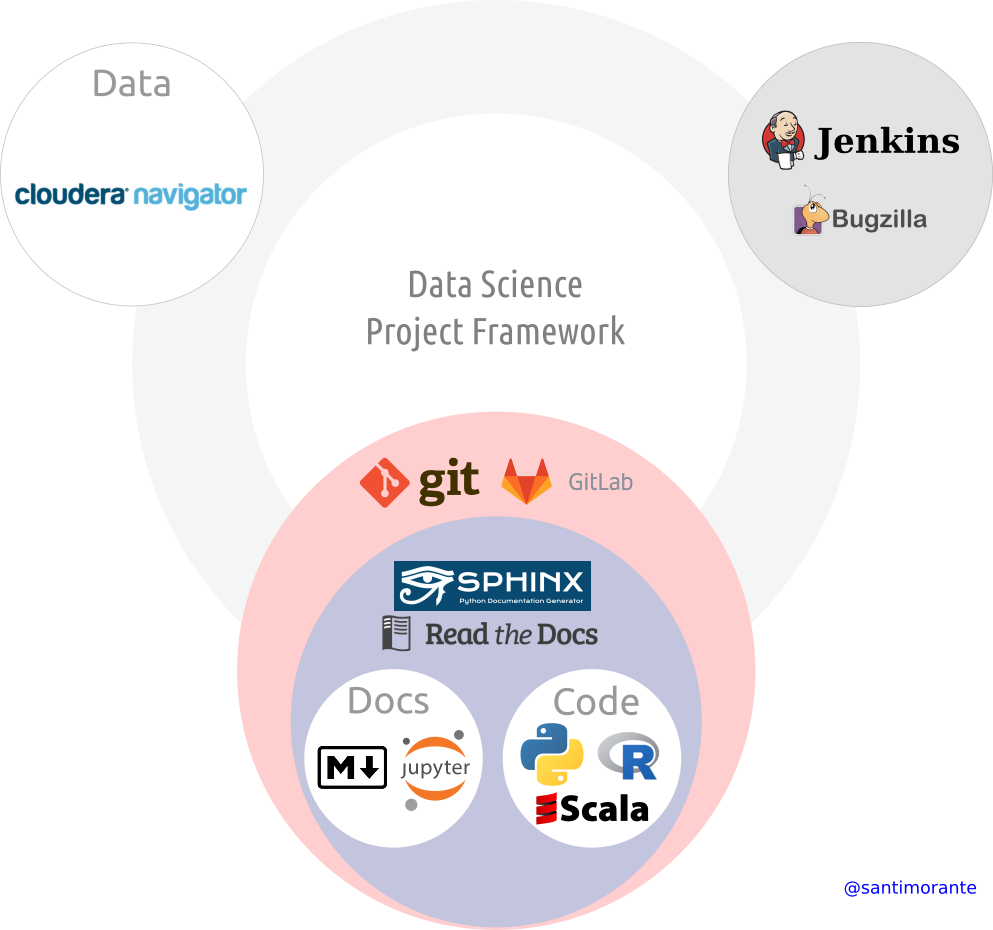 Data
cloudera navigator
Jenkins
Bugzilla
Data Science
Project Framework
git GitLab
SPHINX
Python Documentation Generator
Read the Docs
Docs
M
jupyter
Code
R
Scala
@santimorante